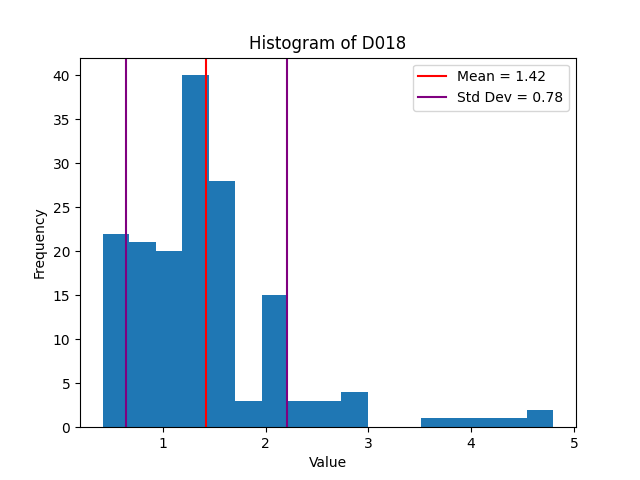 Histogram of D018
Mean = 1.42
Std Dev = 0.78
Frequency
40
35
30
25
20
15
10
5
0
1
2
3
4
5
Value